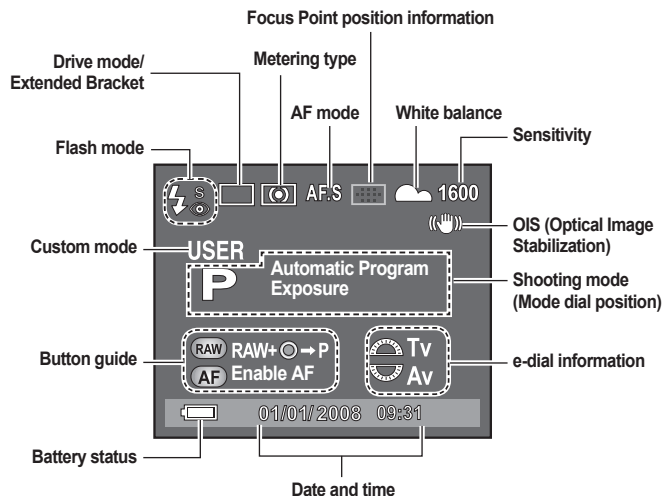 Focus Point position information
Drive mode/
Extended Bracket
Metering type
AF mode
White balance
Flash mode
Sensitivity
S
AF.S
1600
OIS (Optical Image
Stabilization)
Custom mode
USER
P
Automatic Program
Exposure
Shooting mode
(Mode dial position)
Button guide
RAW RAW+ → P
AF Enable AF
Tv
Av
e-dial information
01/01/2008 09:31
Battery status
Date and time